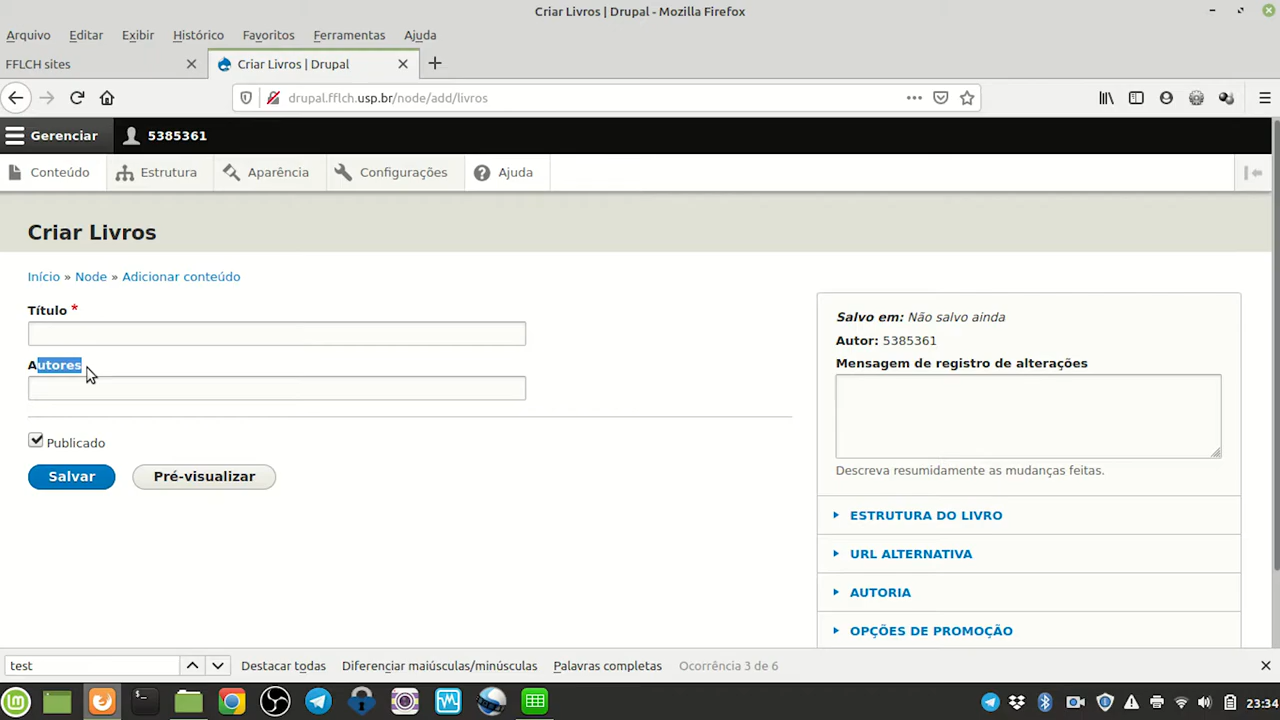 Criar Livros | Drupal - Mozilla Firefox
Arquivo Editar Exibir Histórico Favoritos Ferramentas Ajuda
FFLCH sites Criar Livros | Drupal
drupal.fflch.usp.br/node/add/livros
Gerenciar 5385361
Conteúdo Estrutura Aparência Configurações Ajuda
Criar Livros
Início » Node » Adicionar conteúdo
Título *
Autores
Publicado
Salvar Pré-visualizar
Salvo em: Não salvo ainda
Autor: 5385361
Mensagem de registro de alterações
Descreva resumidamente as mudanças feitas.
ESTRUTURA DO LIVRO
URL ALTERNATIVA
AUTORIA
OPÇÕES DE PROMOÇÃO
test Destacar todas Diferenciar maiúsculas/minúsculas Palavras completas Ocorrência 3 de 6
23:34